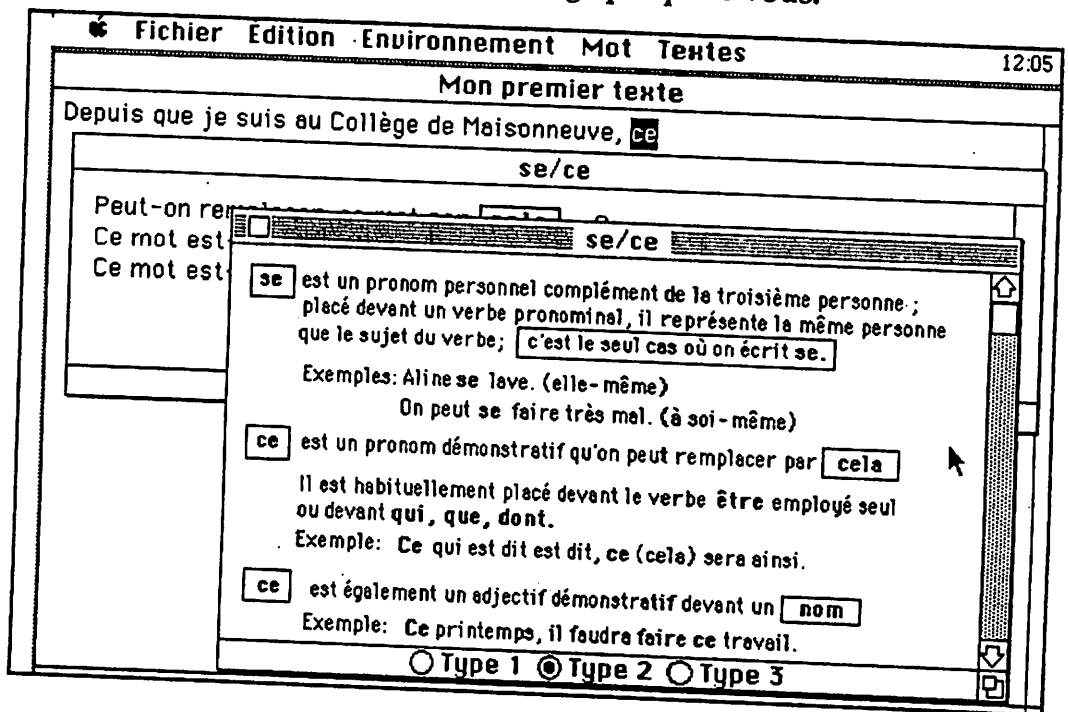 vous.
Fichier Edition Environnement Mot Textes 12:05
Mon premier texte
Depuis que je suis au Collège de Maisonneuve, ce
se/ce
Peut-on
Ce mot est
Ce mot est
se/ce
se est un pronom personnel complément de la troisième personne ;
placé devant un verbe pronominal, il représente la même personne
que le sujet du verbe; c'est le seul cas où on écrit se.
Exemples: Aline se lave. (elle-même)
On peut se faire très mal. (à soi-même)
ce est un pronom démonstratif qu'on peut remplacer par cela
Il est habituellement placé devant le verbe être employé seul
ou devant qui, que, dont.
Exemple: Ce qui est dit est dit, ce (cela) sera ainsi.
ce est également un adjectif démonstratif devant un nom
Exemple: Ce printemps, il faudra faire ce travail.
Type 1 Type 2 Type 3